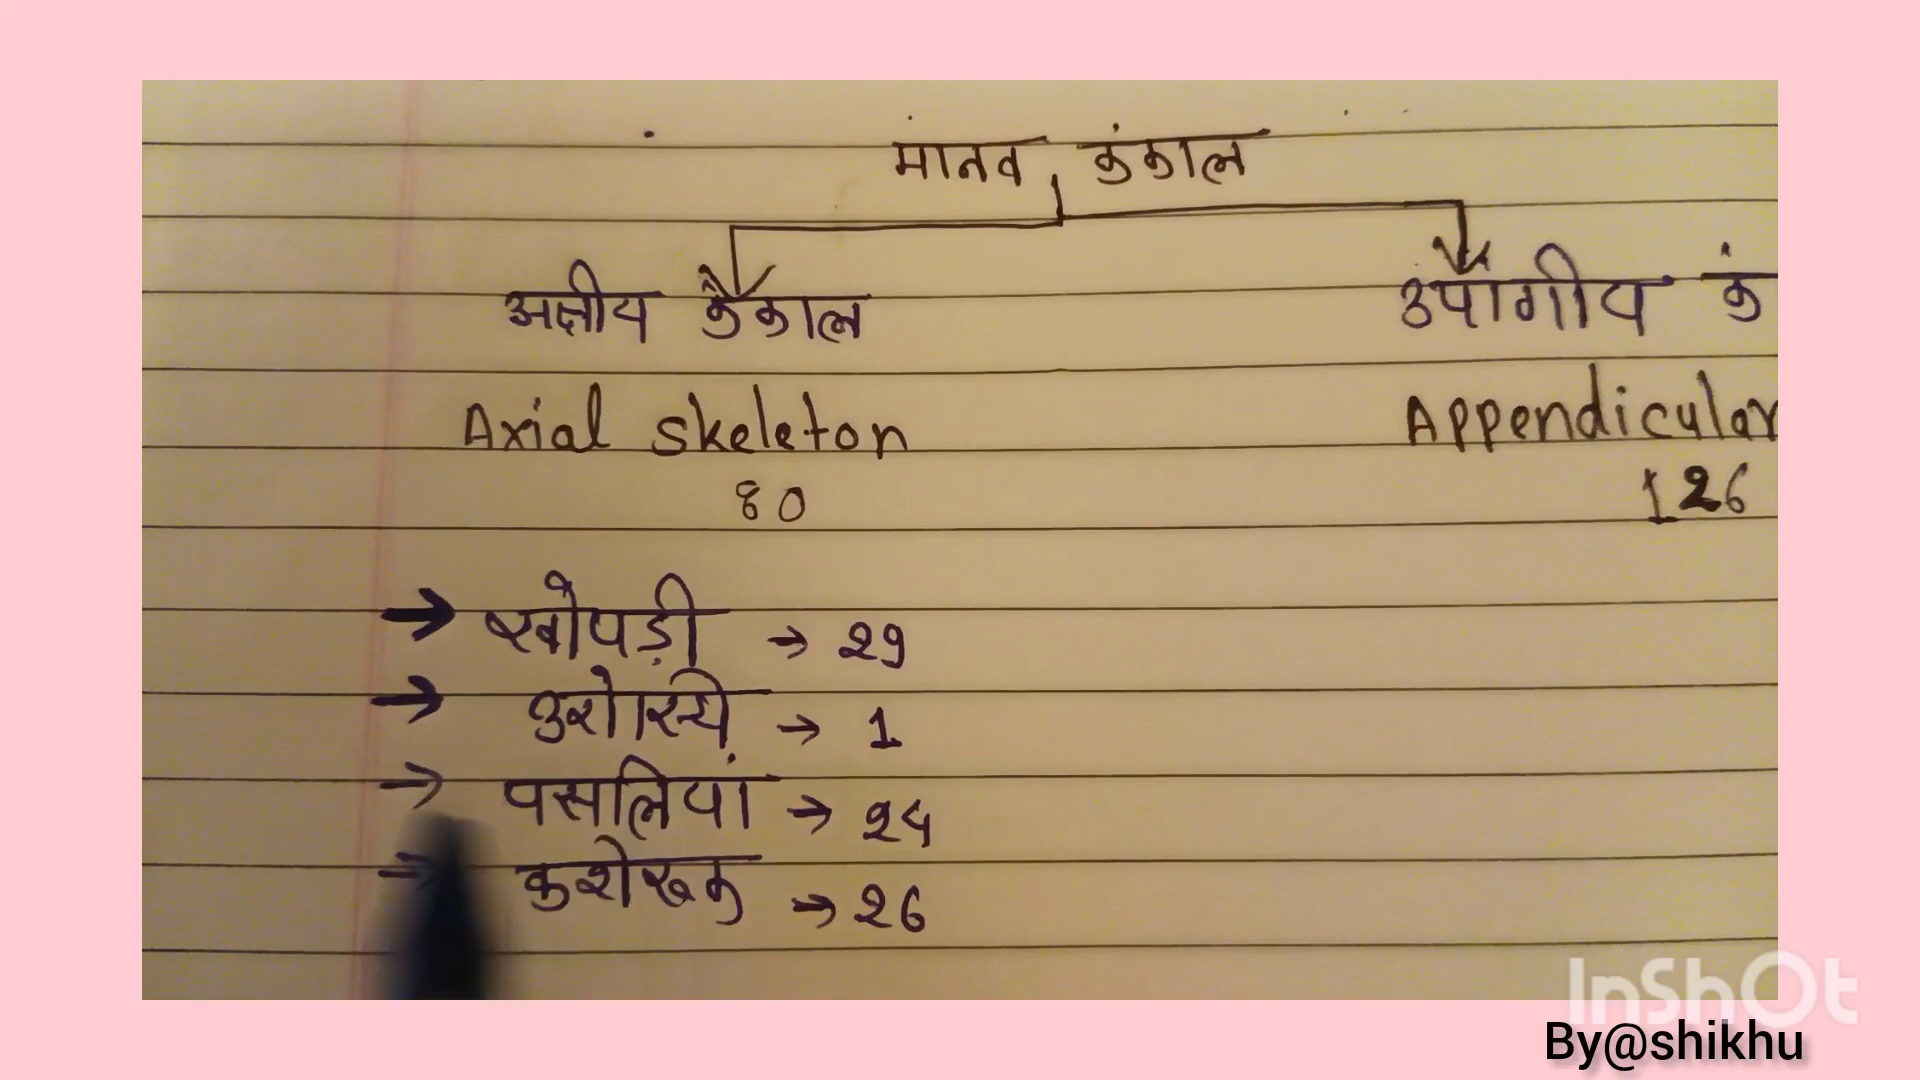 मानव कंकाल
अक्षीय कंकाल
उपांगीय कं
Axial skeleton
Appendicular
80
126
→ खोपड़ी → 29
→ उरोस्थि → 1
→ पसलियां → 24
→ कशेरूक → 26
InShOt
By@shikhu